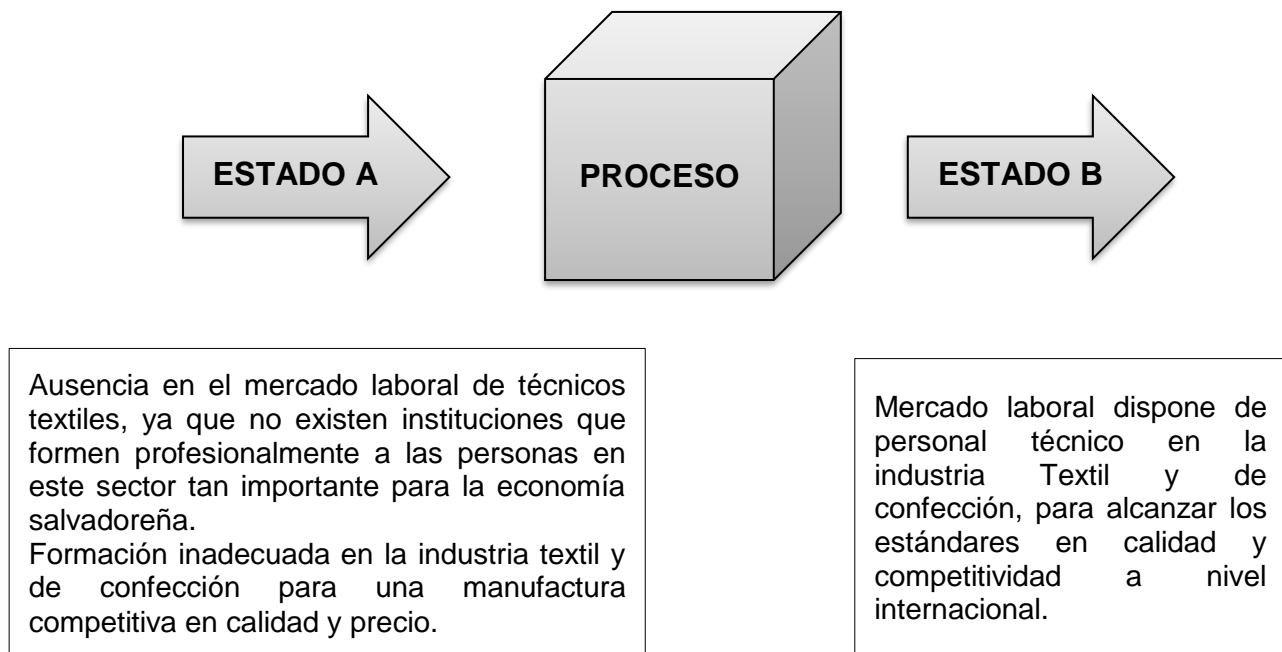 ESTADO A
PROCESO
ESTADO B
Ausencia en el mercado laboral de técnicos
textiles, ya que no existen instituciones que
formen profesionalmente a las personas en
este sector tan importante para la economía
salvadoreña.
Formación inadecuada en la industria textil y
de confección para una manufactura
competitiva en calidad y precio.
Mercado laboral dispone de
personal técnico en la
industria Textil y de
confección, para alcanzar los
estándares en calidad y
competitividad a nivel
internacional.